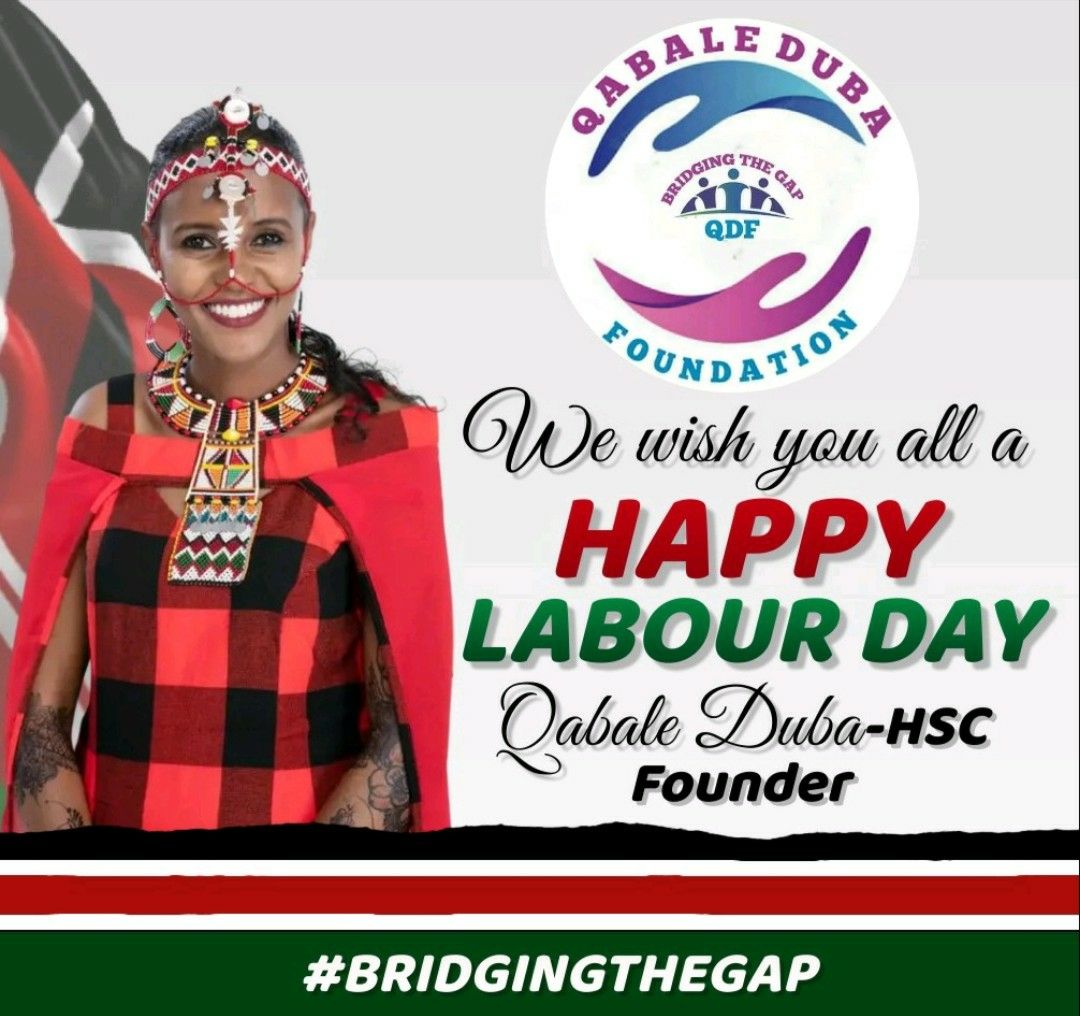 QABALE DUBA
BRIDGING THE GAP
QDF
FOUNDATION
We wish you all a
HAPPY
LABOUR DAY
Qabale Duba-HSC
Founder
#BRIDGINGTHEGAP